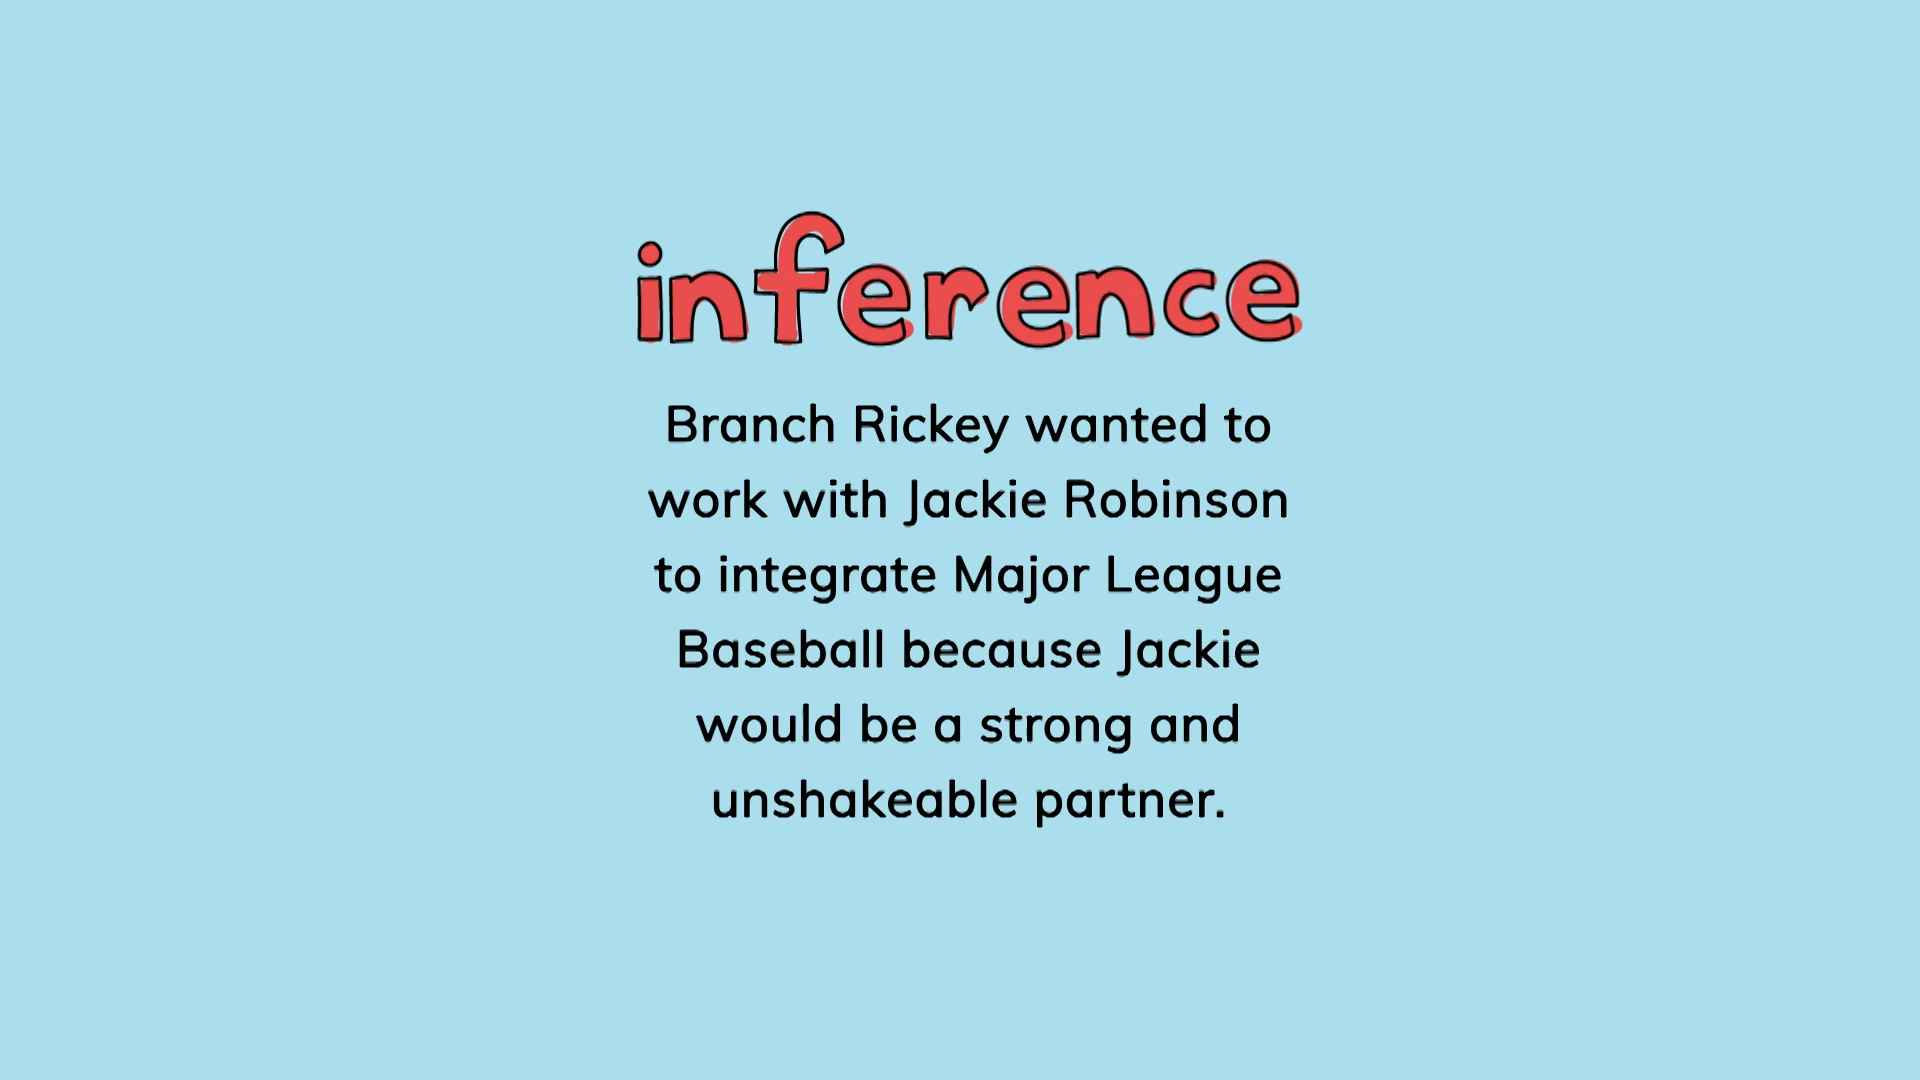 inference
Branch Rickey wanted to
work with Jackie Robinson
to integrate Major League
Baseball because Jackie
would be a strong and
unshakeable partner.